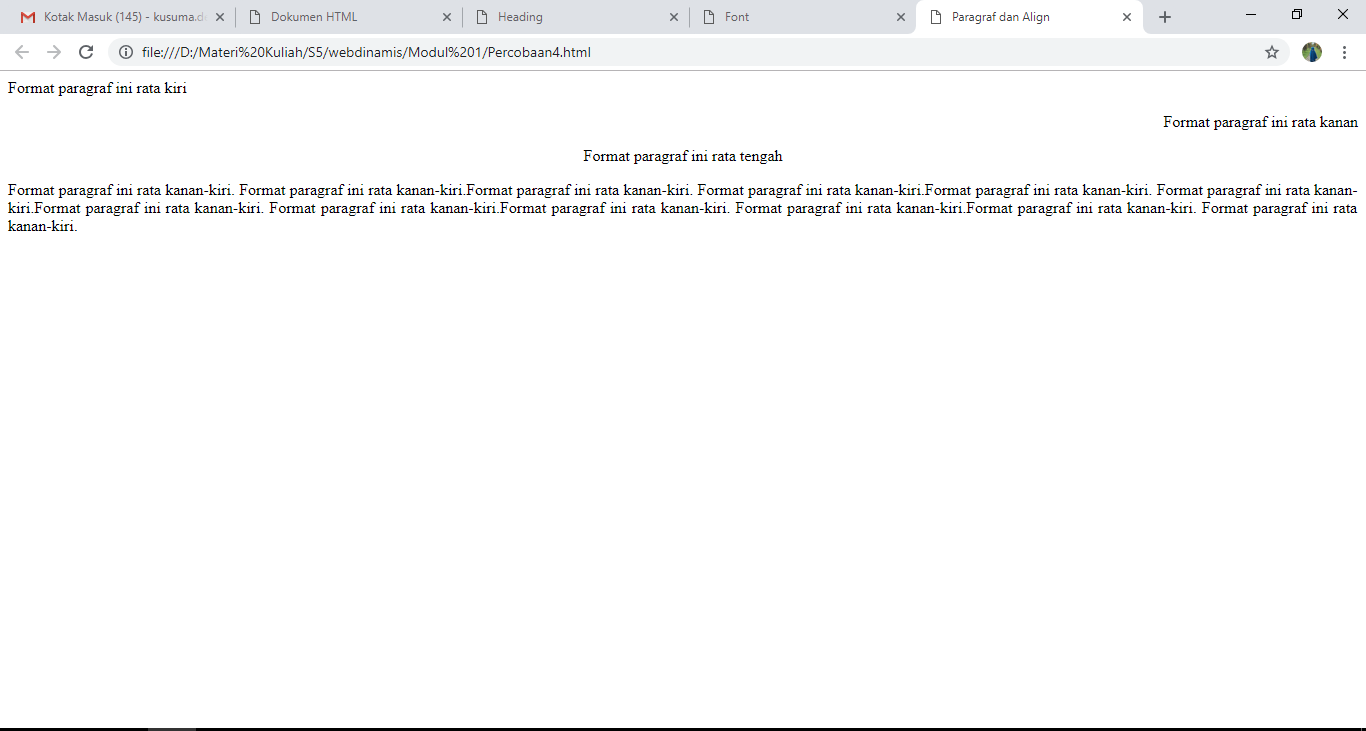 Kotak Masuk (145) - kusuma.d
Dokumen HTML
Heading
Font
Paragraf dan Align
file:///D:/Materi%20Kuliah/S5/webdinamis/Modul%201/Percobaan4.html
Format paragraf ini rata kiri
Format paragraf ini rata kanan
Format paragraf ini rata tengah
Format paragraf ini rata kanan-kiri. Format paragraf ini rata kanan-kiri.Format paragraf ini rata kanan-kiri. Format paragraf ini rata kanan-kiri.Format paragraf ini rata kanan-kiri. Format paragraf ini rata kanan-
kiri.Format paragraf ini rata kanan-kiri. Format paragraf ini rata kanan-kiri.Format paragraf ini rata kanan-kiri. Format paragraf ini rata kanan-kiri.Format paragraf ini rata kanan-kiri. Format paragraf ini rata
kanan-kiri.